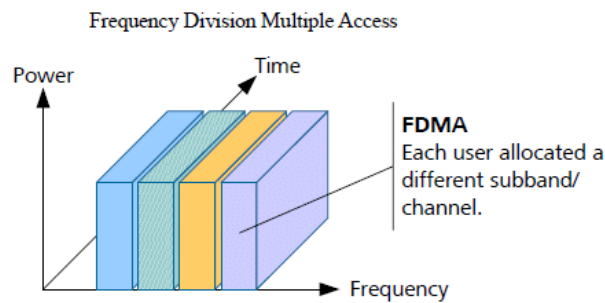 Frequency Division Multiple Access
Power
Time
FDMA
Each user allocated a
different subband/
channel.
Frequency